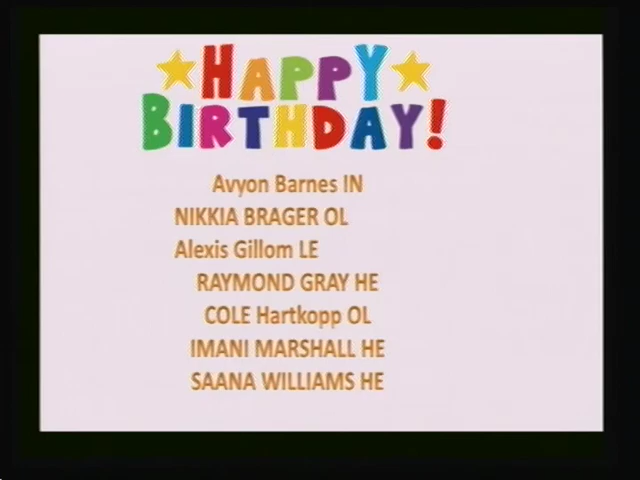 HAPPY
BIRTHDAY!
Avyon Barnes IN
NIKKIA BRAGER OL
Alexis Gillom LE
RAYMOND GRAY HE
COLE Hartkopp OL
IMANI MARSHALL HE
SAANA WILLIAMS HE